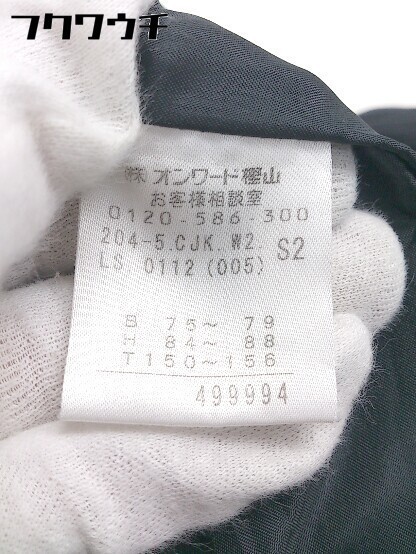 フクワウチ
㈱ オンワード樫山
お客様相談室
0120-586-300
204-5.CJK.W2. S2
LS 0112 (005)
B 75～ 79
H 84～ 88
T150～156
499994